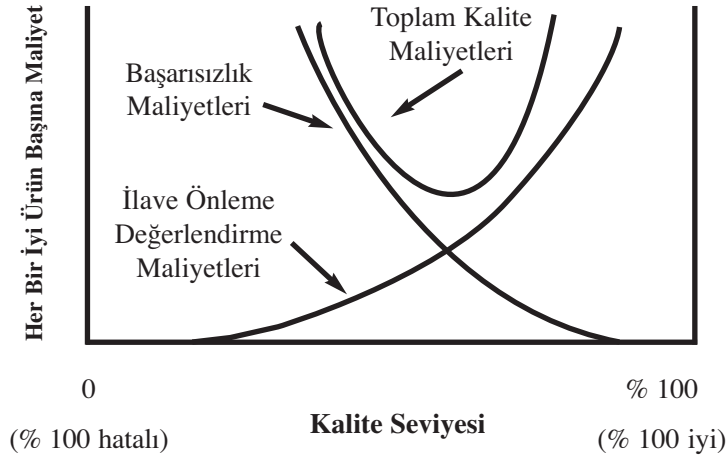 Her Bir İyi Ürün Başına Maliyet
Toplam Kalite
Maliyetleri
Başarısızlık
Maliyetleri
İlave Önleme
Değerlendirme
Maliyetleri
0
% 100
Kalite Seviyesi
(% 100 hatalı)
(% 100 iyi)